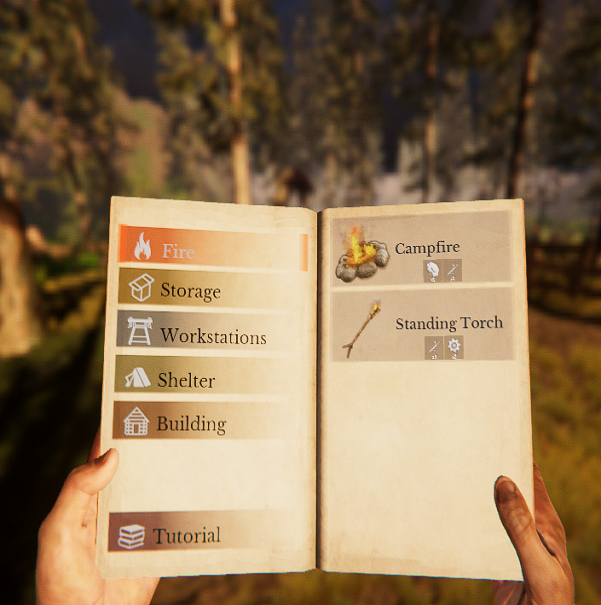 Fire
Storage
Workstations
Shelter
Building
Tutorial
Campfire
Standing Torch